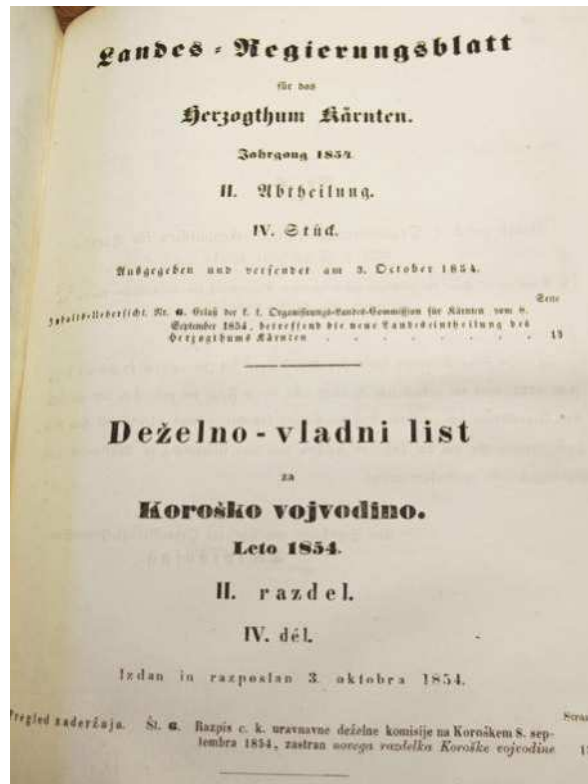 Landes-Regierungsblatt
für das
Herzogthum Kärnten.
Jahrgang 1854
II. Abtheilung.
IV. Stück.
Ausgegeben und versendet am 3. October 1854.
Seite
Inhalts-Uebersicht. Nr. 6. Erlaß der k. k. Organisirungs-Landes-Commission für Kärnten vom 8.
September 1854, betreffend die neue Landeseintheilung des
Herzogthums Kärnten . . . . . . . 13
Deželno-vladni list
za
Koroško vojvodino.
Leto 1854.
II. razdel.
IV. dél.
Izdan in razposlan 3. oktobra 1854.
Pregled zaderžaja. Št. 6. Razpis c. k. uravnavne deželne komisije na Koroškem 8. sep-
tembra 1854, zastran novega razdelka Koroške vojvodine